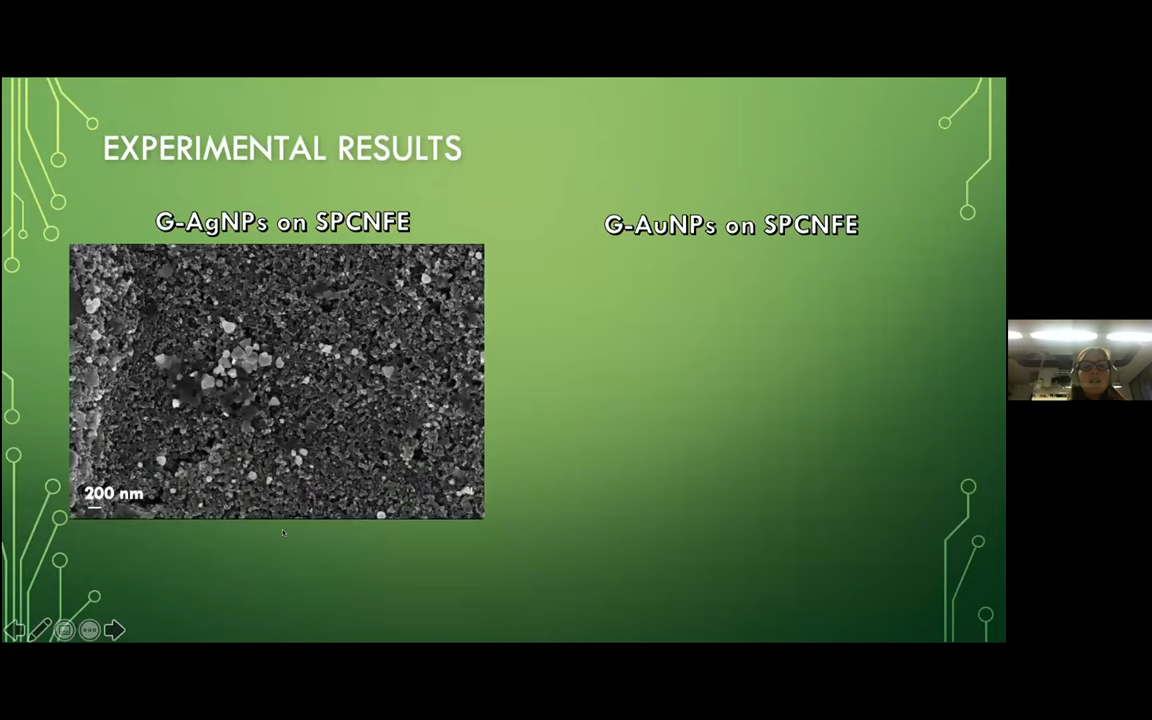 EXPERIMENTAL RESULTS
G-AgNPs on SPCNFE
G-AuNPs on SPCNFE
200 nm